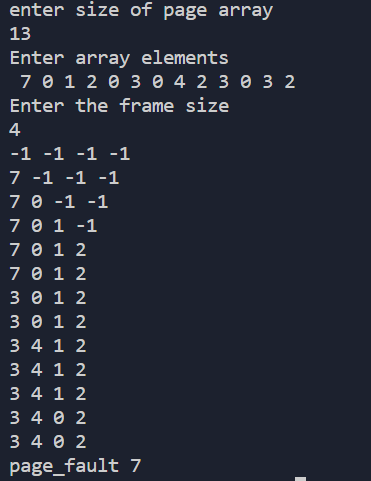 enter size of page array
13
Enter array elements
7 0 1 2 0 3 0 4 2 3 0 3 2
Enter the frame size
4
-1 -1 -1 -1
7 -1 -1 -1
7 0 -1 -1
7 0 1 -1
7 0 1 2
7 0 1 2
3 0 1 2
3 0 1 2
3 4 1 2
3 4 1 2
3 4 1 2
3 4 0 2
3 4 0 2
page_fault 7